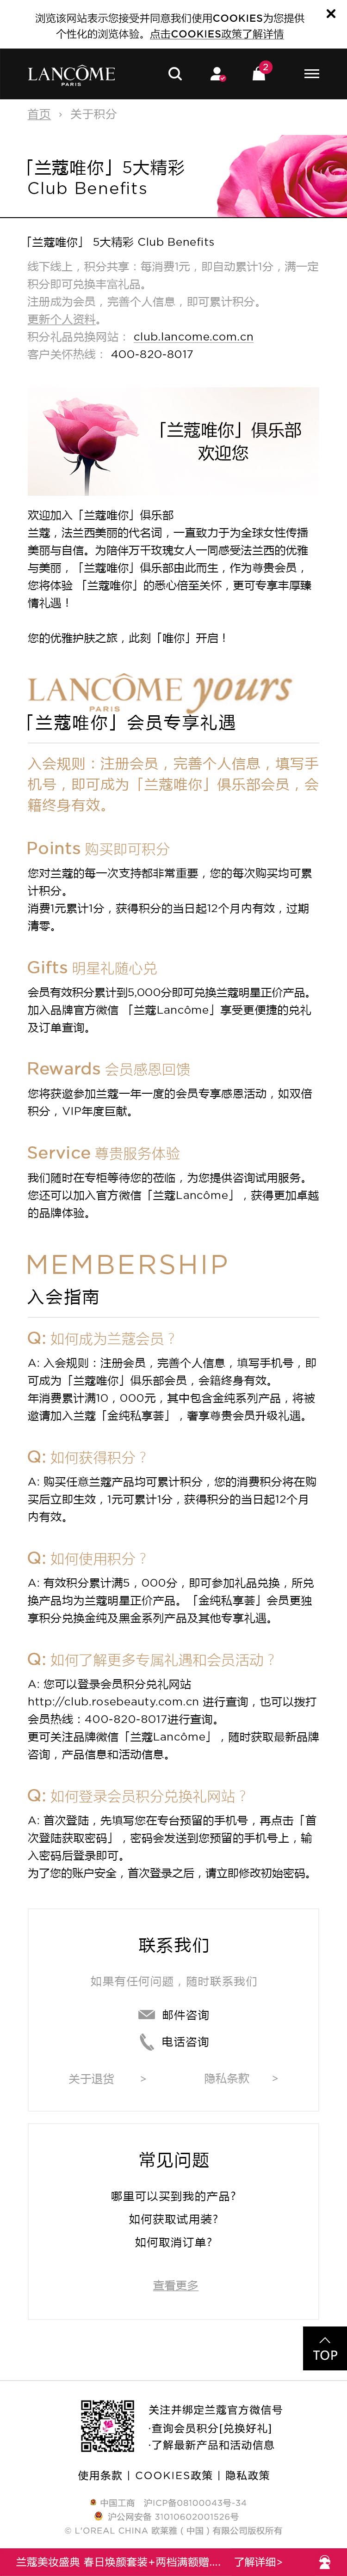 浏览该网站表示您接受并同意我们使用COOKIES为您提供
个性化的浏览体验。点击COOKIES政策了解详情
LANCÔME
PARIS
2
首页 › 关于积分
「兰蔻唯你」5大精彩
Club Benefits
「兰蔻唯你」 5大精彩 Club Benefits
线下线上，积分共享：每消费1元，即自动累计1分，满一定
积分即可兑换丰富礼品。
注册成为会员，完善个人信息，即可累计积分。
更新个人资料。
积分礼品兑换网站： club.lancome.com.cn
客户关怀热线： 400-820-8017
「兰蔻唯你」俱乐部
欢迎您
欢迎加入「兰蔻唯你」俱乐部
兰蔻，法兰西美丽的代名词，一直致力于为全球女性传播
美丽与自信。为陪伴万千玫瑰女人一同感受法兰西的优雅
与美丽，「兰蔻唯你」俱乐部由此而生，作为尊贵会员，
您将体验 「兰蔻唯你」的悉心倍至关怀，更可专享丰厚臻
情礼遇！
您的优雅护肤之旅，此刻「唯你」开启！
LANCÔME yours
PARIS
「兰蔻唯你」会员专享礼遇
入会规则：注册会员，完善个人信息，填写手
机号，即可成为「兰蔻唯你」俱乐部会员，会
籍终身有效。
Points 购买即可积分
您对兰蔻的每一次支持都非常重要，您的每次购买均可累
计积分。
消费1元累计1分，获得积分的当日起12个月内有效，过期
清零。
Gifts 明星礼随心兑
会员有效积分累计到5,000分即可兑换兰蔻明星正价产品。
加入品牌官方微信 「兰蔻Lancôme」享受更便捷的兑礼
及订单查询。
Rewards 会员感恩回馈
您将获邀参加兰蔻一年一度的会员专享感恩活动，如双倍
积分，VIP年度巨献。
Service 尊贵服务体验
我们随时在专柜等待您的莅临，为您提供咨询试用服务。
您还可以加入官方微信「兰蔻Lancôme」，获得更加卓越
的品牌体验。
MEMBERSHIP
入会指南
Q: 如何成为兰蔻会员？
A: 入会规则：注册会员，完善个人信息，填写手机号，即
可成为「兰蔻唯你」俱乐部会员，会籍终身有效。
年消费累计满10，000元，其中包含金纯系列产品，将被
邀请加入兰蔻「金纯私享荟」，奢享尊贵会员升级礼遇。
Q: 如何获得积分？
A: 购买任意兰蔻产品均可累计积分，您的消费积分将在购
买后立即生效，1元可累计1分，获得积分的当日起12个月
内有效。
Q: 如何使用积分？
A: 有效积分累计满5，000分，即可参加礼品兑换，所兑
换产品均为兰蔻明星正价产品。「金纯私享荟」会员更独
享积分兑换金纯及黑金系列产品及其他专享礼遇。
Q: 如何了解更多专属礼遇和会员活动？
A: 您可以登录会员积分兑礼网站
http://club.rosebeauty.com.cn 进行查询，也可以拨打
会员热线：400-820-8017进行查询。
更可关注品牌微信「兰蔻Lancôme」，随时获取最新品牌
咨询，产品信息和活动信息。
Q: 如何登录会员积分兑换礼网站？
A: 首次登陆，先填写您在专台预留的手机号，再点击「首
次登陆获取密码」，密码会发送到您预留的手机号上，输
入密码后登录即可。
为了您的账户安全，首次登录之后，请立即修改初始密码。
联系我们
如果有任何问题，随时联系我们
邮件咨询
电话咨询
关于退货 > 隐私条款 >
常见问题
哪里可以买到我的产品?
如何获取试用装?
如何取消订单?
查看更多
TOP
关注并绑定兰蔻官方微信号
·查询会员积分[兑换好礼]
·了解最新产品和活动信息
使用条款 | COOKIES政策 | 隐私政策
中国工商 沪ICP备08100043号-34
沪公网安备 31010602001526号
© L'OREAL CHINA 欧莱雅 ( 中国 ) 有限公司版权所有
兰蔻美妆盛典 春日焕颜套装+两档满额赠.... 了解详细>